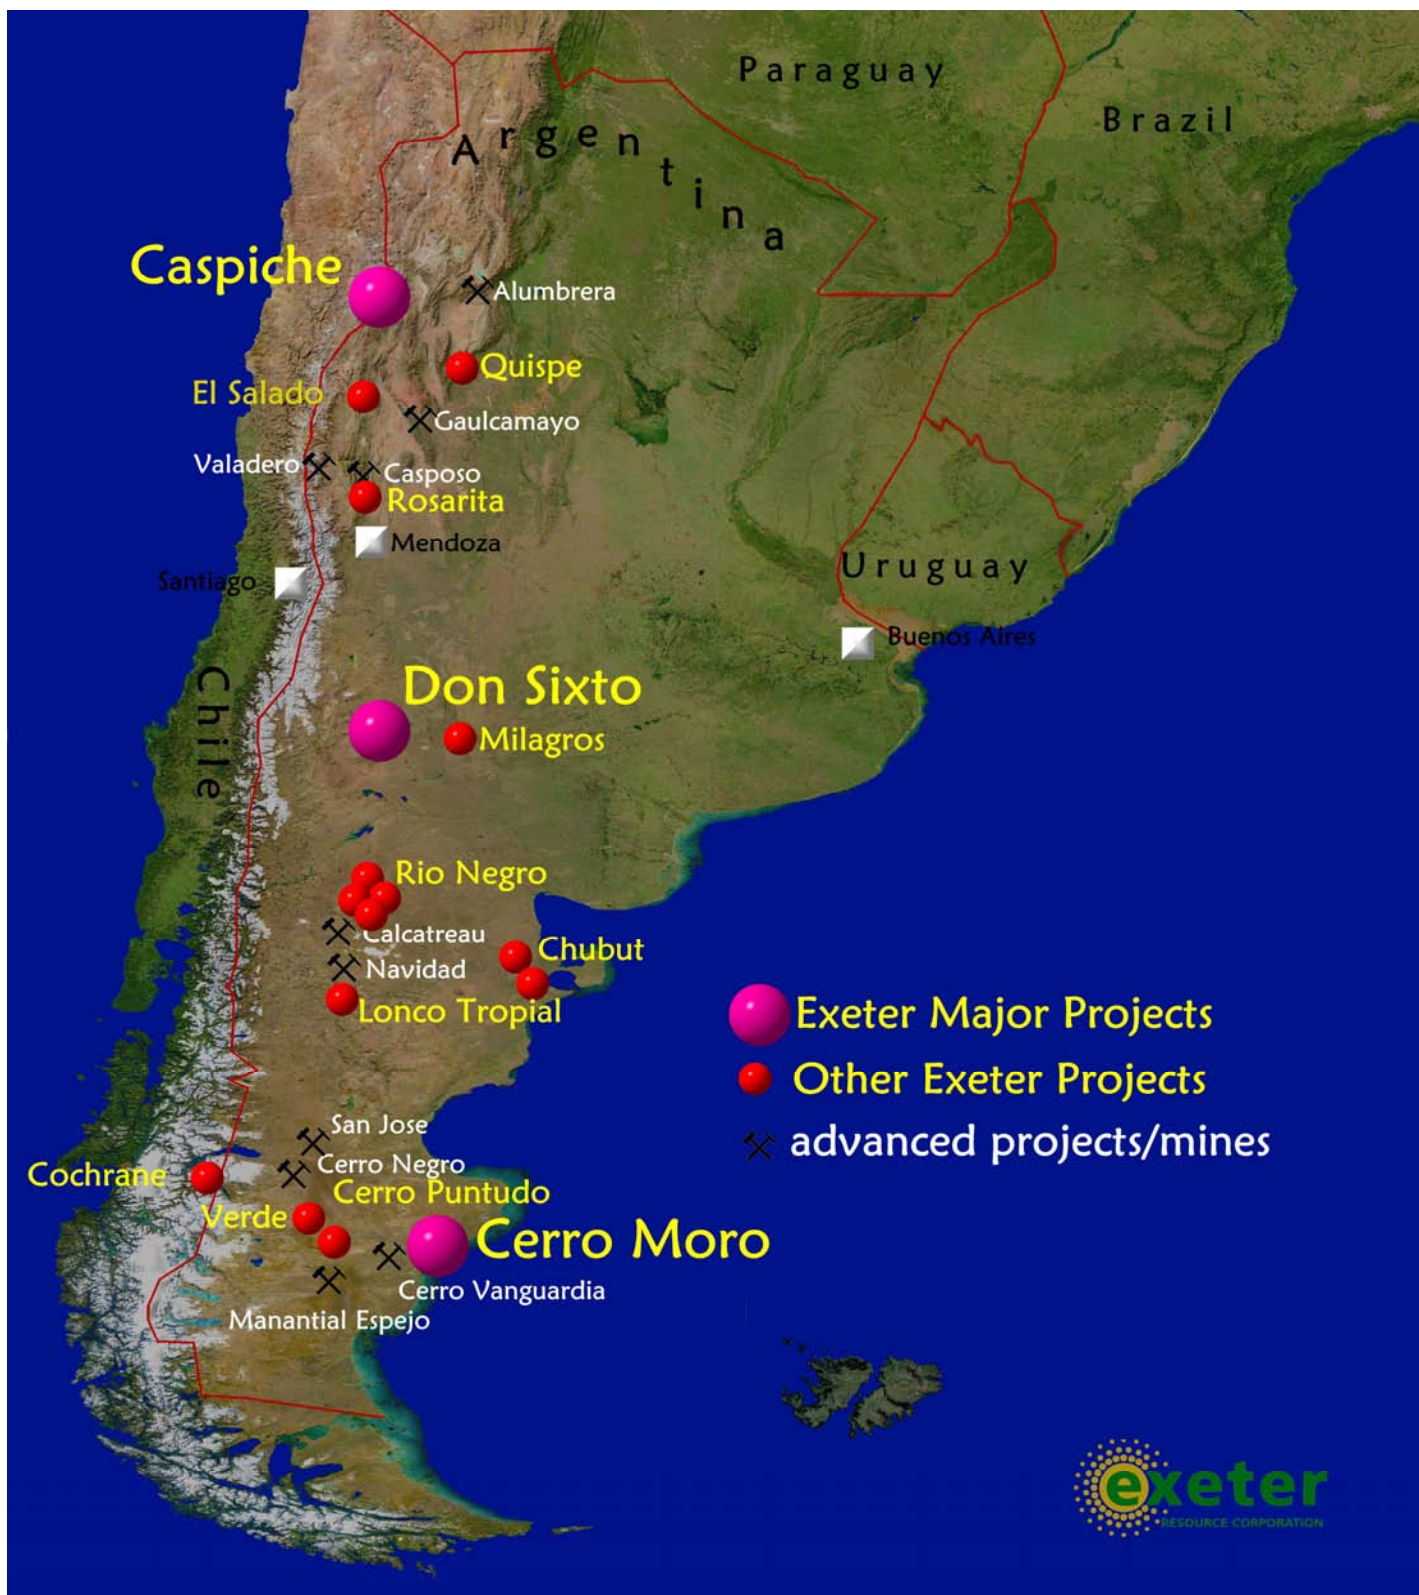 Paraguay
Brazil
Argentina
Caspiche
Alumbrera
Quispe
El Salado
Gaulcamayo
Valadero
Casposo
Rosarita
Mendoza
Santiago
Uruguay
Buenos Aires
Chile
Don Sixto
Milagros
Rio Negro
Calcatreau
Chubut
Navidad
Lonco Tropial
Exeter Major Projects
Other Exeter Projects
advanced projects/mines
San Jose
Cerro Negro
Cochrane
Cerro Puntudo
Verde
Cerro Moro
Cerro Vanguardia
Manantial Espejo
exeter
RESOURCE CORPORATION